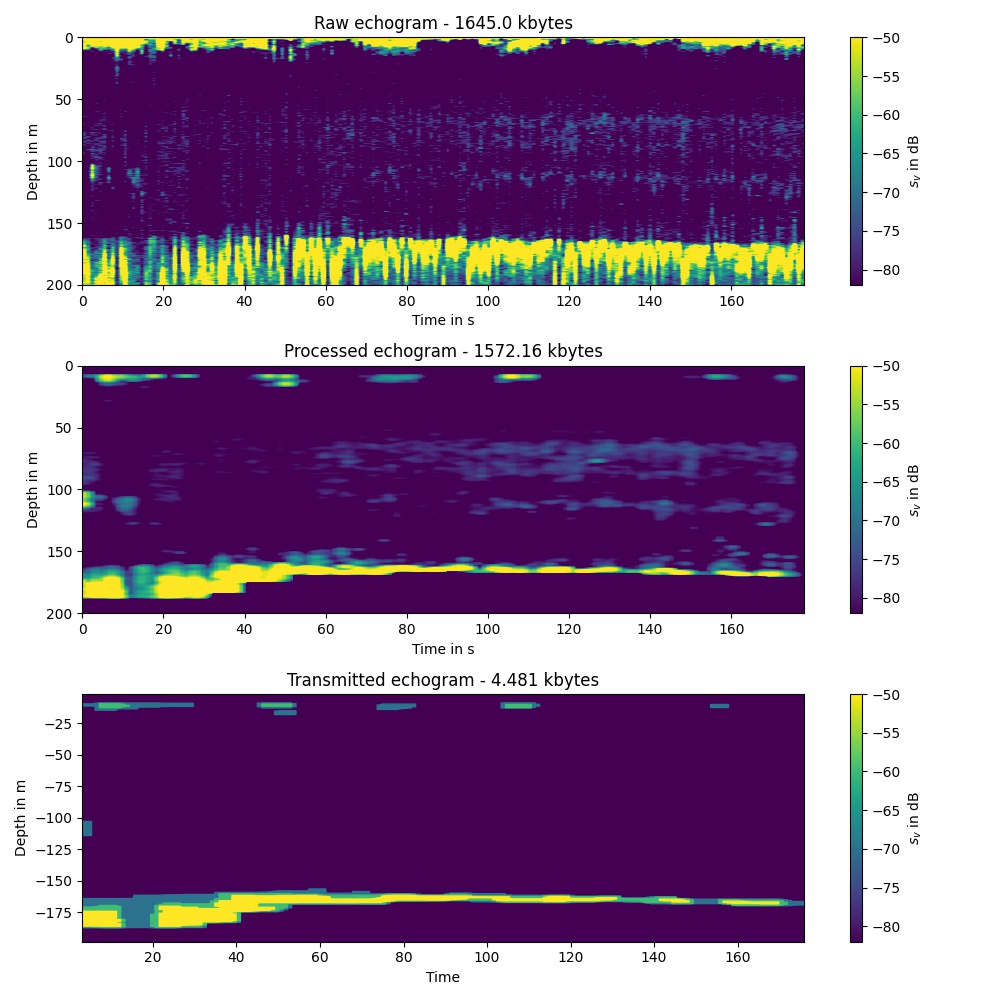 Raw echogram - 1645.0 kbytes
0
50
100
150
200
Depth in m
0 20 40 60 80 100 120 140 160
Time in s
−50
−55
−60
−65
−70
−75
−80
sv in dB
Processed echogram - 1572.16 kbytes
0
50
100
150
200
Depth in m
0 20 40 60 80 100 120 140 160
Time in s
−50
−55
−60
−65
−70
−75
−80
sv in dB
Transmitted echogram - 4.481 kbytes
−25
−50
−75
−100
−125
−150
−175
Depth in m
20 40 60 80 100 120 140 160
Time
−50
−55
−60
−65
−70
−75
−80
sv in dB